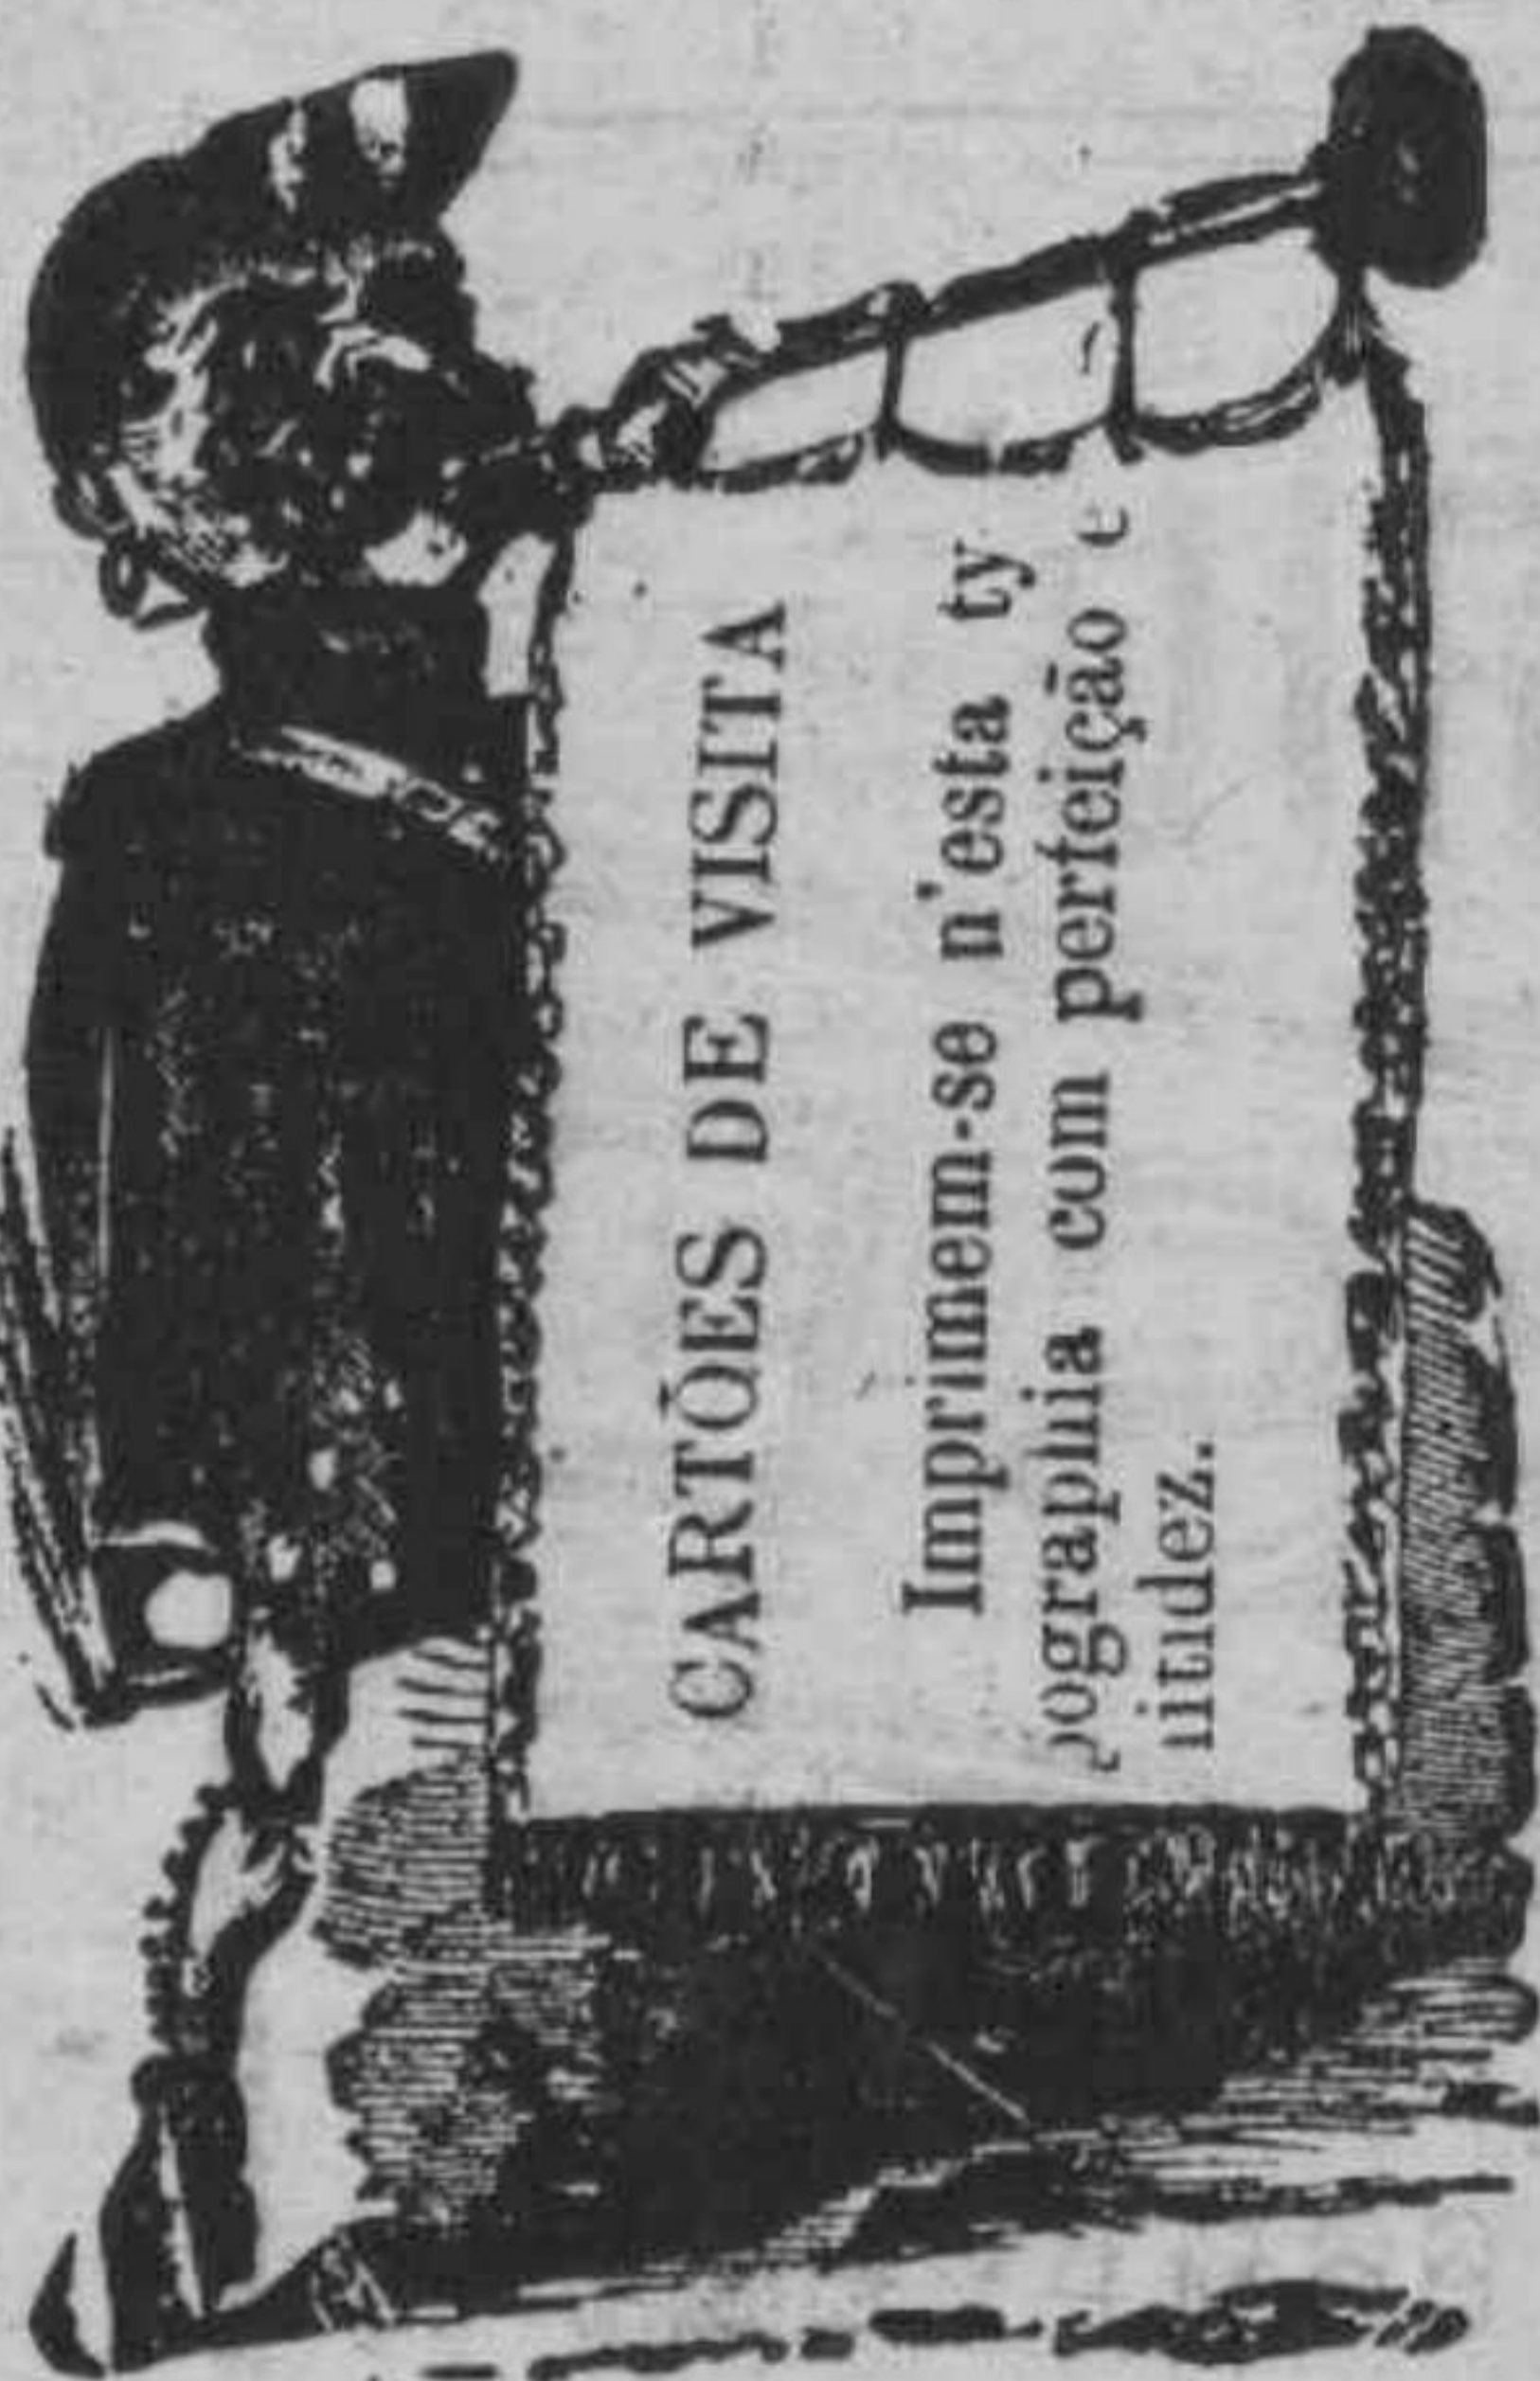 CARTÕES DE VISITA
Imprimem-se n'esta ty
pographia com perfeição e
nitidez.